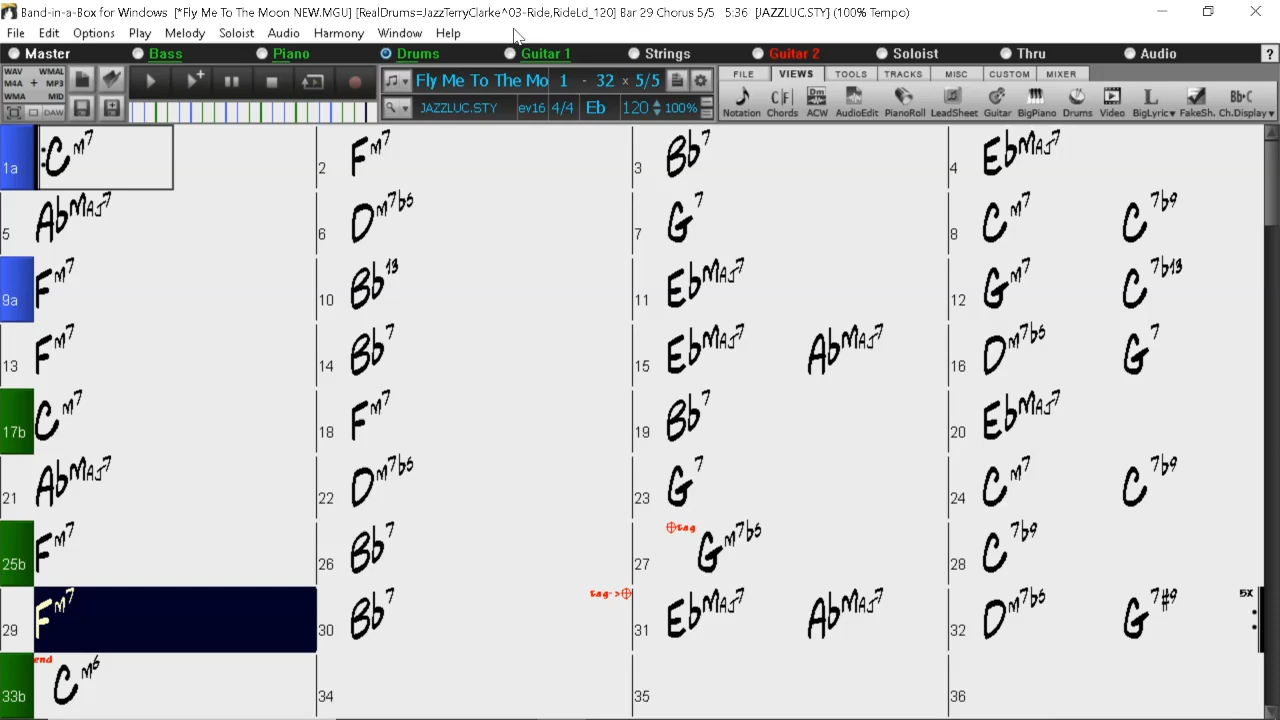 Band-in-a-Box for Windows [*Fly Me To The Moon NEW.MGU] [RealDrums=JazzTerryClarke^03-Ride,RideLd_120] Bar 29 Chorus 5/5 5:36 [JAZZLUC.STY] (100% Tempo)
File Edit Options Play Melody Soloist Audio Harmony Window Help
Master Bass Piano Drums Guitar 1 Strings Guitar 2 Soloist Thru Audio ?
WAV WMAL
M4A + MP3
WMA MID
DAW
Fly Me To The Mo 1 - 32 x 5/5
JAZZLUC.STY ev16 4/4 Eb 120 100%
FILE VIEWS TOOLS TRACKS MISC CUSTOM MIXER
C|F| Dm Am7 L Bb·C
Notation Chords ACW AudioEdit PianoRoll LeadSheet Guitar BigPiano Drums Video BigLyric FakeSh. Ch.Display
1a Cm7 2 Fm7 3 Bb7 4 EbMAJ7
5 AbMAJ7 6 Dm7b5 7 G7 8 Cm7 C7b9
9a Fm7 10 Bb13 11 EbMAJ7 12 Gm7 C7b13
13 Fm7 14 Bb7 15 EbMAJ7 AbMAJ7 16 Dm7b5 G7
17b Cm7 18 Fm7 19 Bb7 20 EbMAJ7
21 AbMAJ7 22 Dm7b5 23 G7 24 Cm7 C7b9
25b Fm7 26 Bb7 27 tag Gm7b5 28 C7b9
29 Fm7 30 Bb7 tag-> 31 EbMAJ7 AbMAJ7 32 Dm7b5 G7#9 5X
33b end Cm6 34 35 36